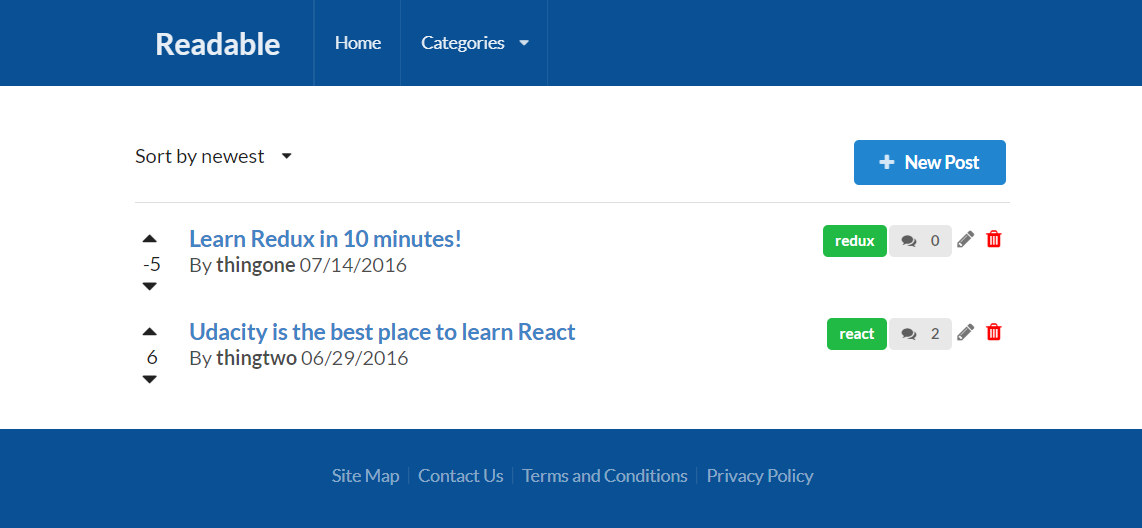 Readable Home Categories
Sort by newest New Post
Learn Redux in 10 minutes! redux 0
-5 By thingone 07/14/2016
Udacity is the best place to learn React react 2
6 By thingtwo 06/29/2016
Site Map Contact Us Terms and Conditions Privacy Policy